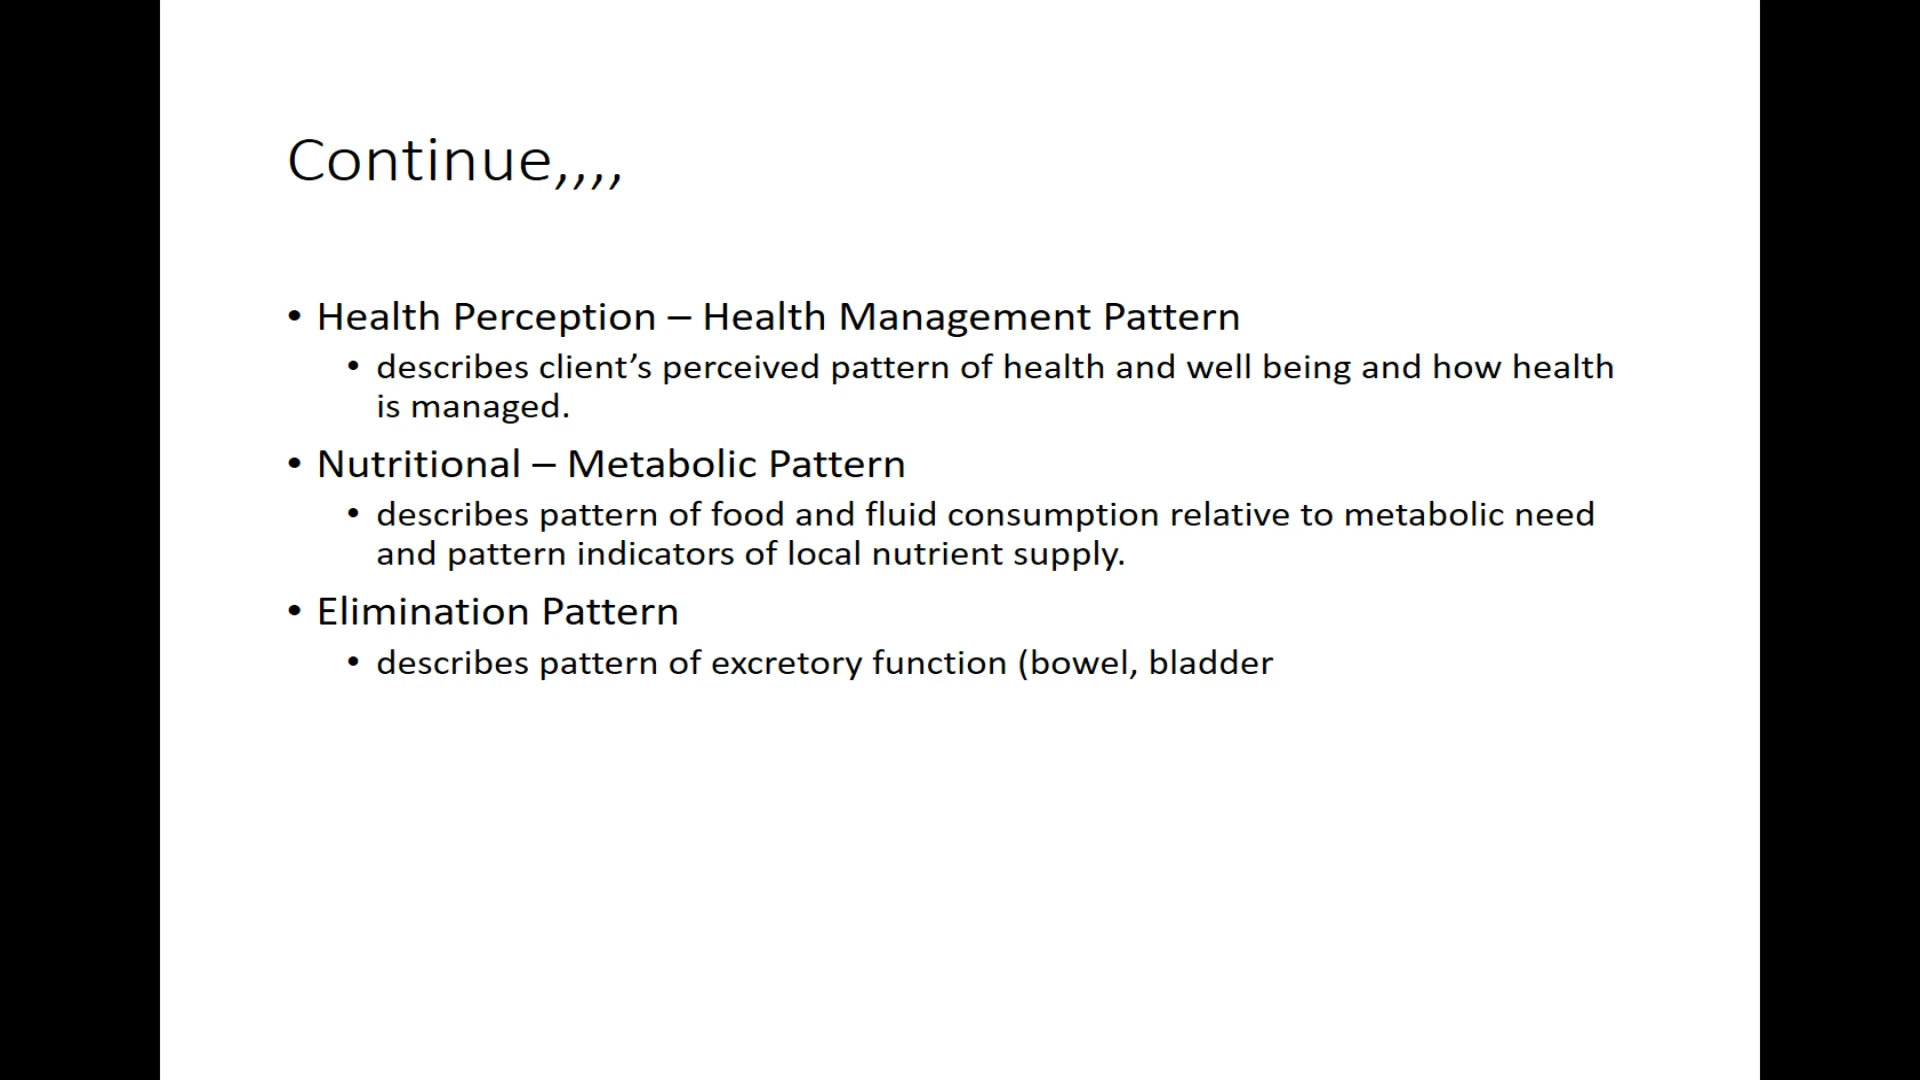 Continue,,,,
• Health Perception – Health Management Pattern
• describes client’s perceived pattern of health and well being and how health
is managed.
• Nutritional – Metabolic Pattern
• describes pattern of food and fluid consumption relative to metabolic need
and pattern indicators of local nutrient supply.
• Elimination Pattern
• describes pattern of excretory function (bowel, bladder